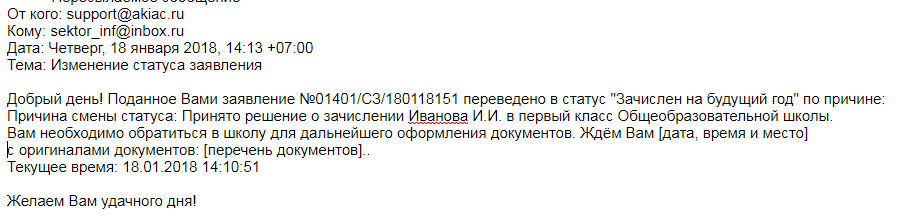 Пересылаемое сообщение
От кого: support@akiac.ru
Кому: sektor_inf@inbox.ru
Дата: Четверг, 18 января 2018, 14:13 +07:00
Тема: Изменение статуса заявления
Добрый день! Поданное Вами заявление №01401/СЗ/180118151 переведено в статус "Зачислен на будущий год" по причине:
Причина смены статуса: Принято решение о зачислении Иванова И.И. в первый класс Общеобразовательной школы.
Вам необходимо обратиться в школу для дальнейшего оформления документов. Ждём Вам [дата, время и место]
с оригиналами документов: [перечень документов]..
Текущее время: 18.01.2018 14:10:51
Желаем Вам удачного дня!